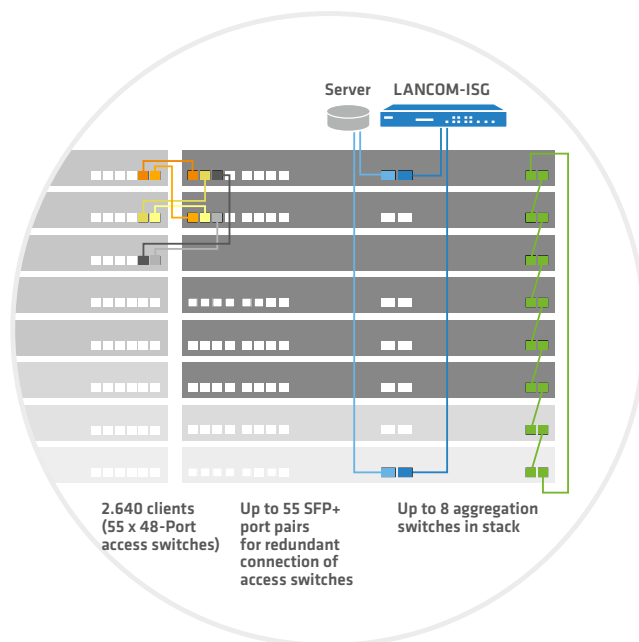 Server
LANCOM-ISG
2.640 clients
(55 x 48-Port
access switches)
Up to 55 SFP+
port pairs
for redundant
connection of
access switches
Up to 8 aggregation
switches in stack